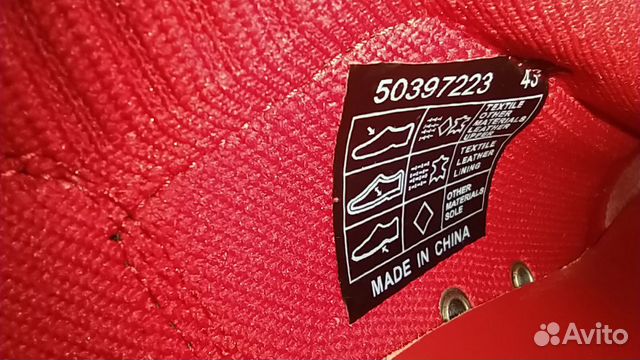 50397223 43
TEXTILE
OTHER
MATERIALS
LEATHER
UPPER
TEXTILE
LEATHER
LINING
OTHER
MATERIALS
SOLE
MADE IN CHINA
Avito